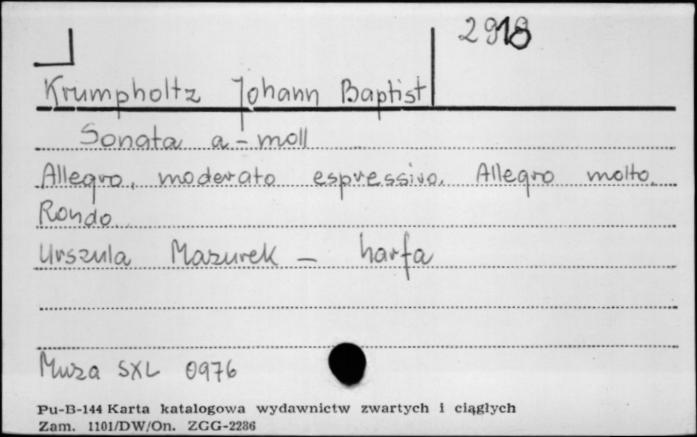 2918
Krumpholtz Johann Baptist
Sonata a-moll
Allegro, moderato espressivo. Allegro molto.
Rondo
Urszula Mazurek – harfa
Muza SXL 0976
Pu-B-144 Karta katalogowa wydawnictw zwartych i ciągłych
Zam. 1101/DW/On. ZGG-2286